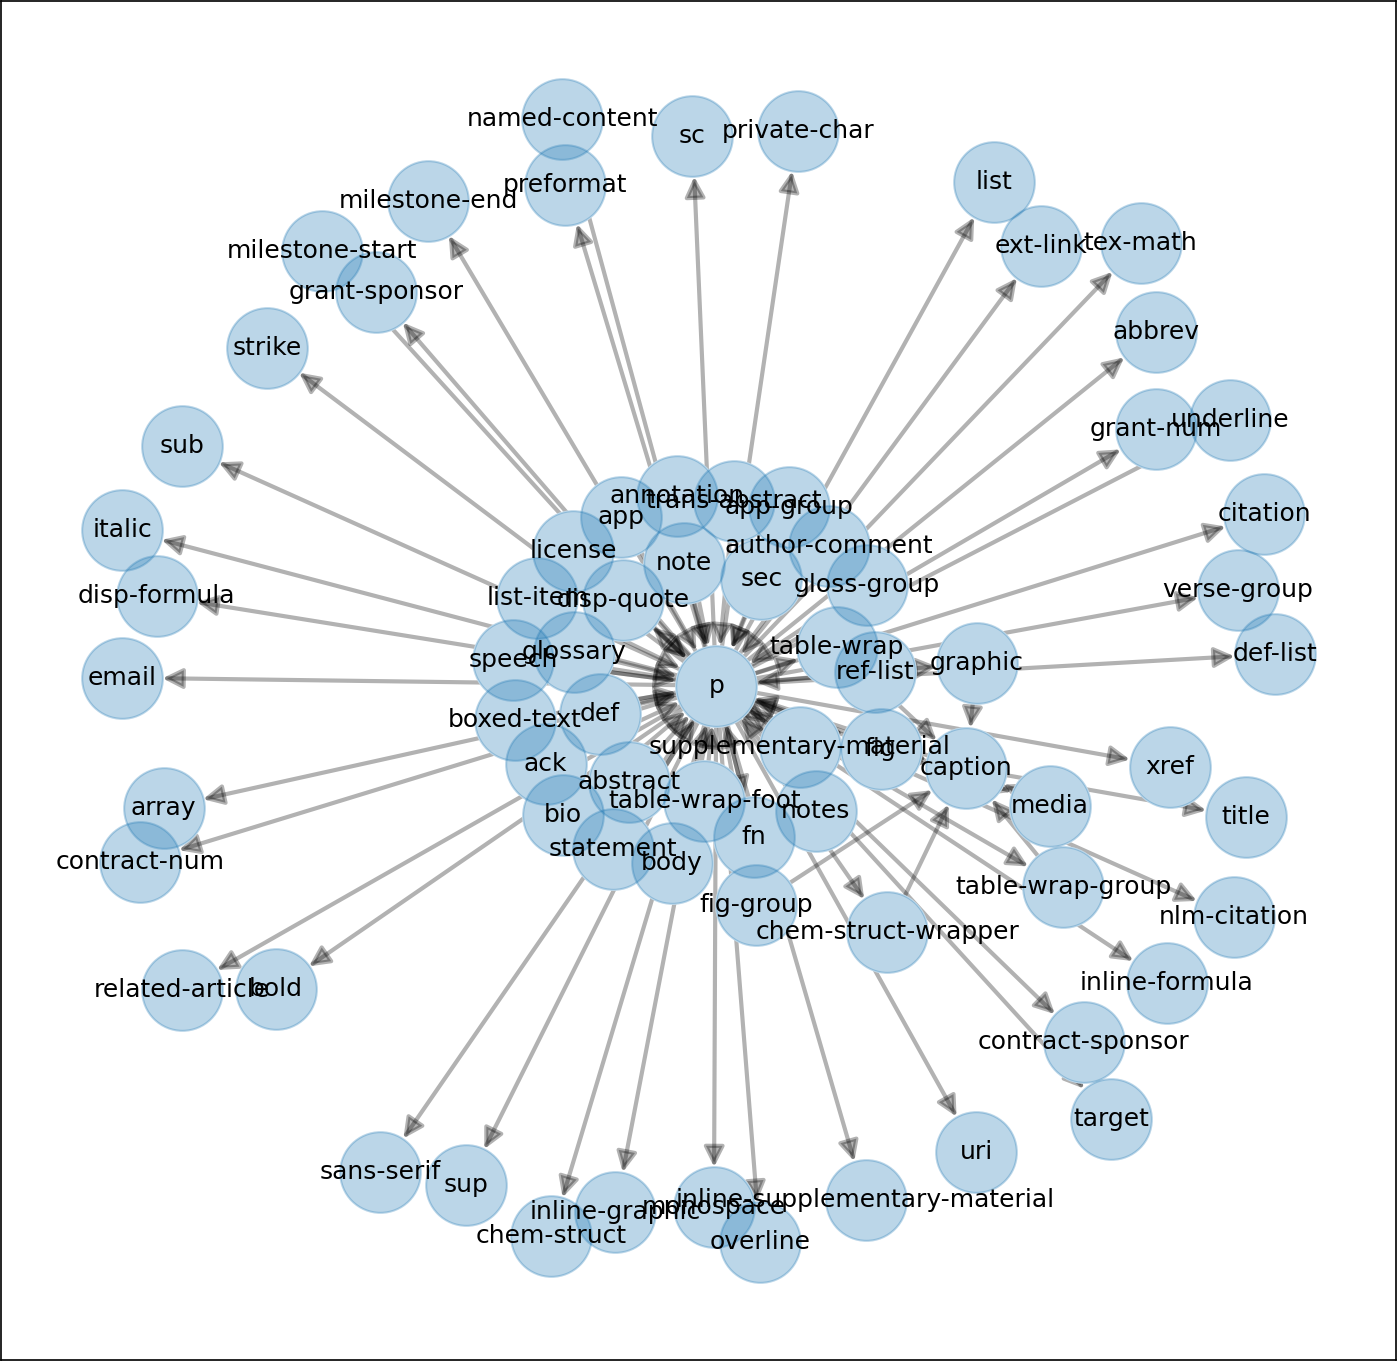 named-content
sc
private-char
preformat
list
milestone-end
milestone-start
ext-link
tex-math
grant-sponsor
abbrev
strike
underline
grant-num
sub
annotation
trans-abstract
app-group
app
citation
italic
author-comment
license
note
sec
gloss-group
verse-group
disp-formula
list-item
disp-quote
table-wrap
def-list
glossary
speech
ref-list
graphic
email
p
def
boxed-text
supplementary-material
fig
caption
xref
ack
abstract
table-wrap-foot
notes
media
array
bio
title
fn
statement
body
contract-num
table-wrap-group
fig-group
nlm-citation
chem-struct-wrapper
related-article
bold
inline-formula
contract-sponsor
target
uri
sans-serif
sup
inline-supplementary-material
monospace
inline-graphic
chem-struct
overline